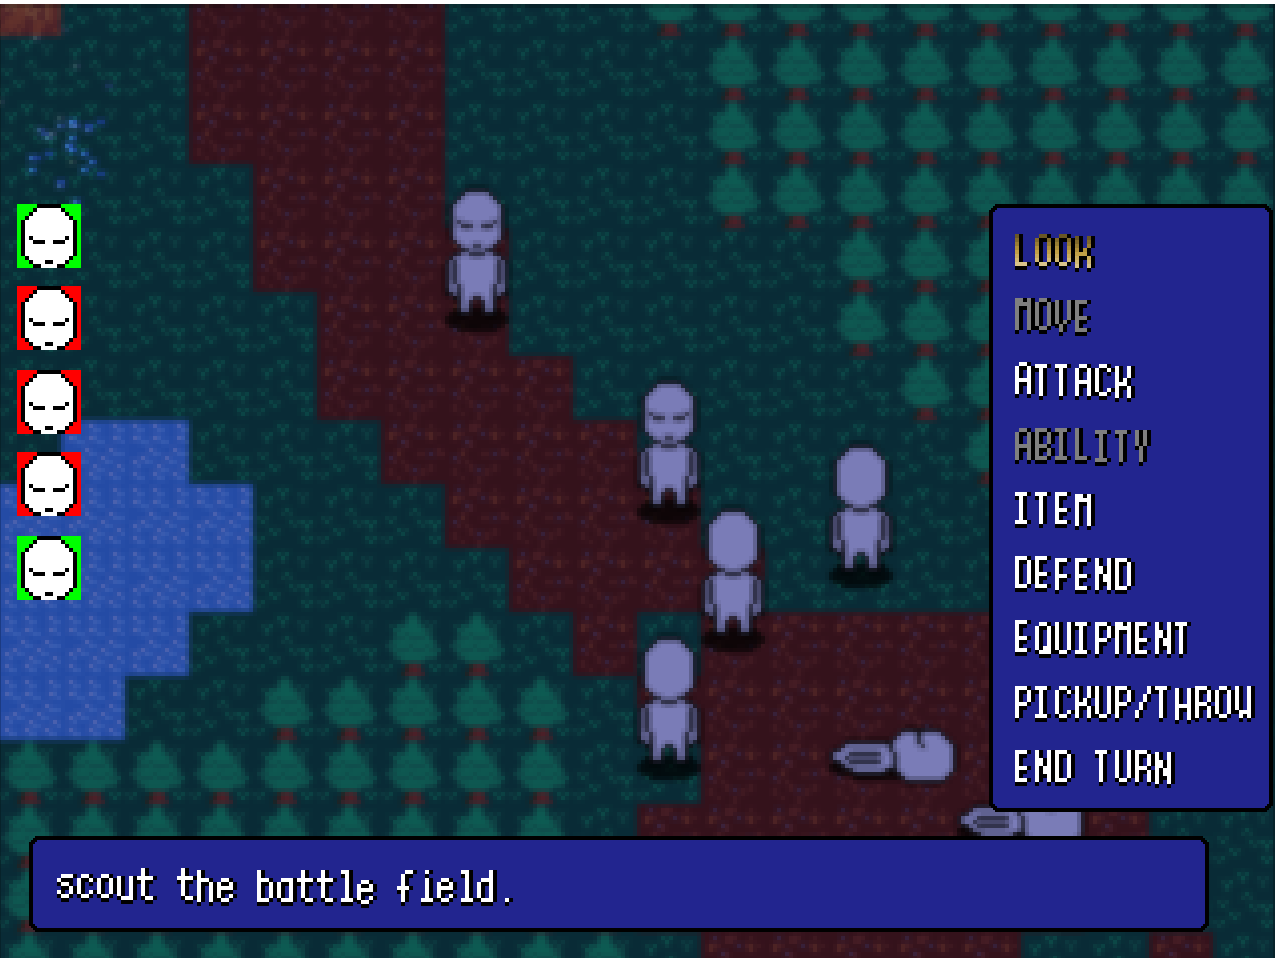 LOOK
MOVE
ATTACK
ABILITY
ITEM
DEFEND
EQUIPMENT
PICKUP/THROW
END TURN
scout the battle field.